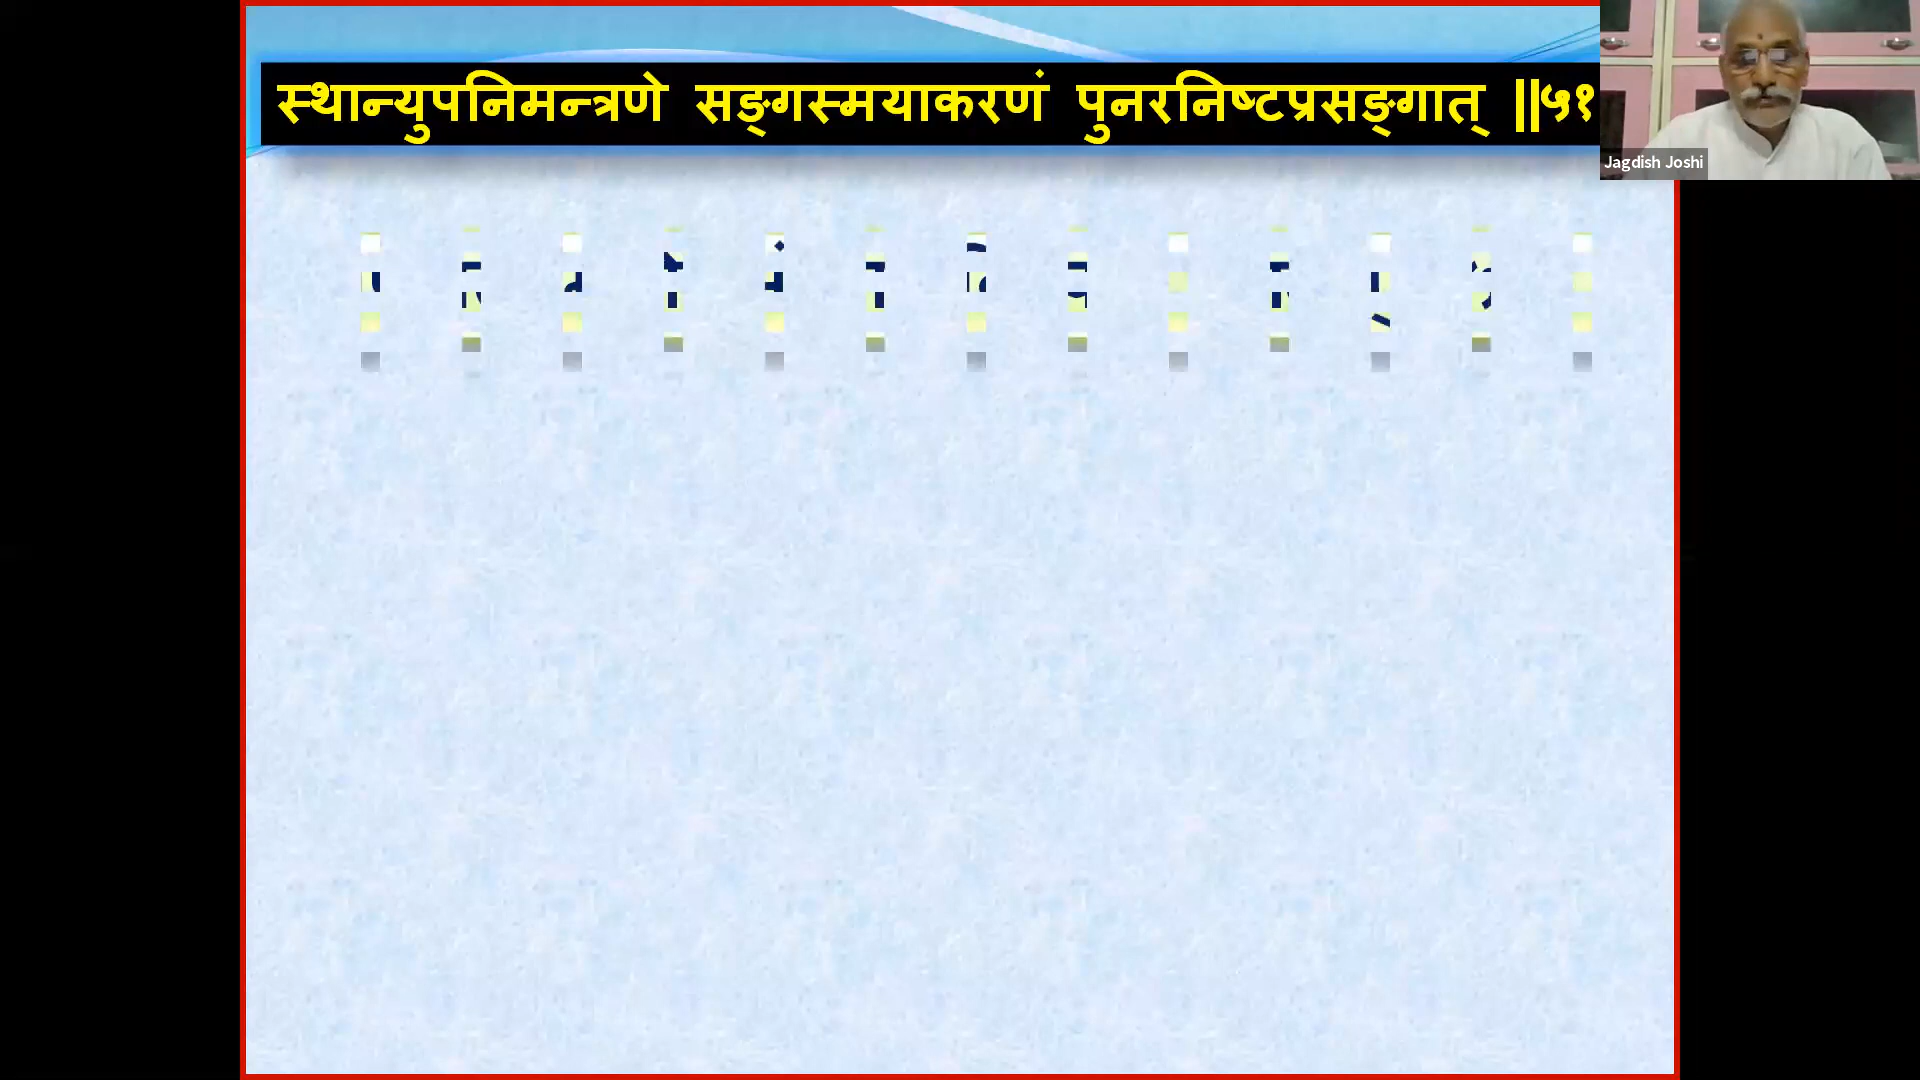 स्थान्युपनिमन्त्रणे सङ्गस्मयाकरणं पुनरनिष्टप्रसङ्गात् ||५१
Jagdish Joshi